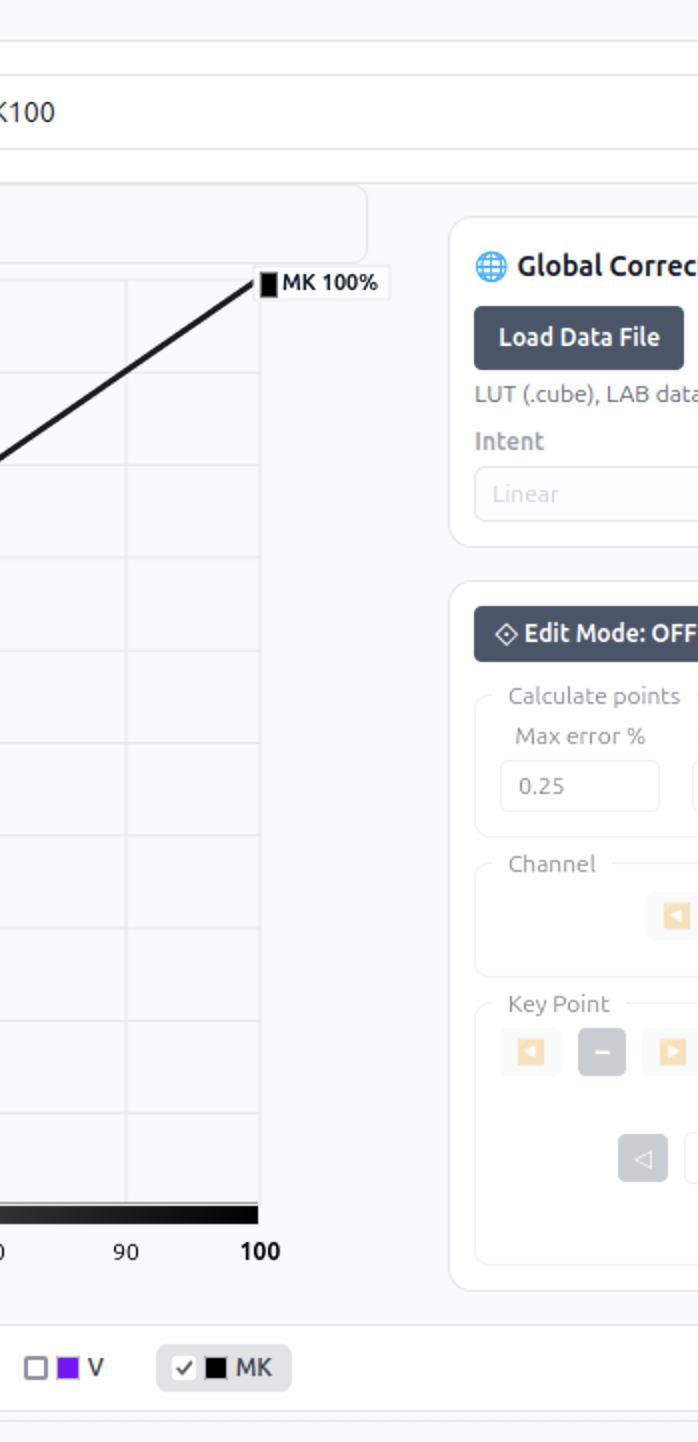 K100
MK 100%
90
100
V
MK
🌐 Global Correc
Load Data File
LUT (.cube), LAB data
Intent
Linear
Edit Mode: OFF
Calculate points
Max error %
0.25
Channel
Key Point